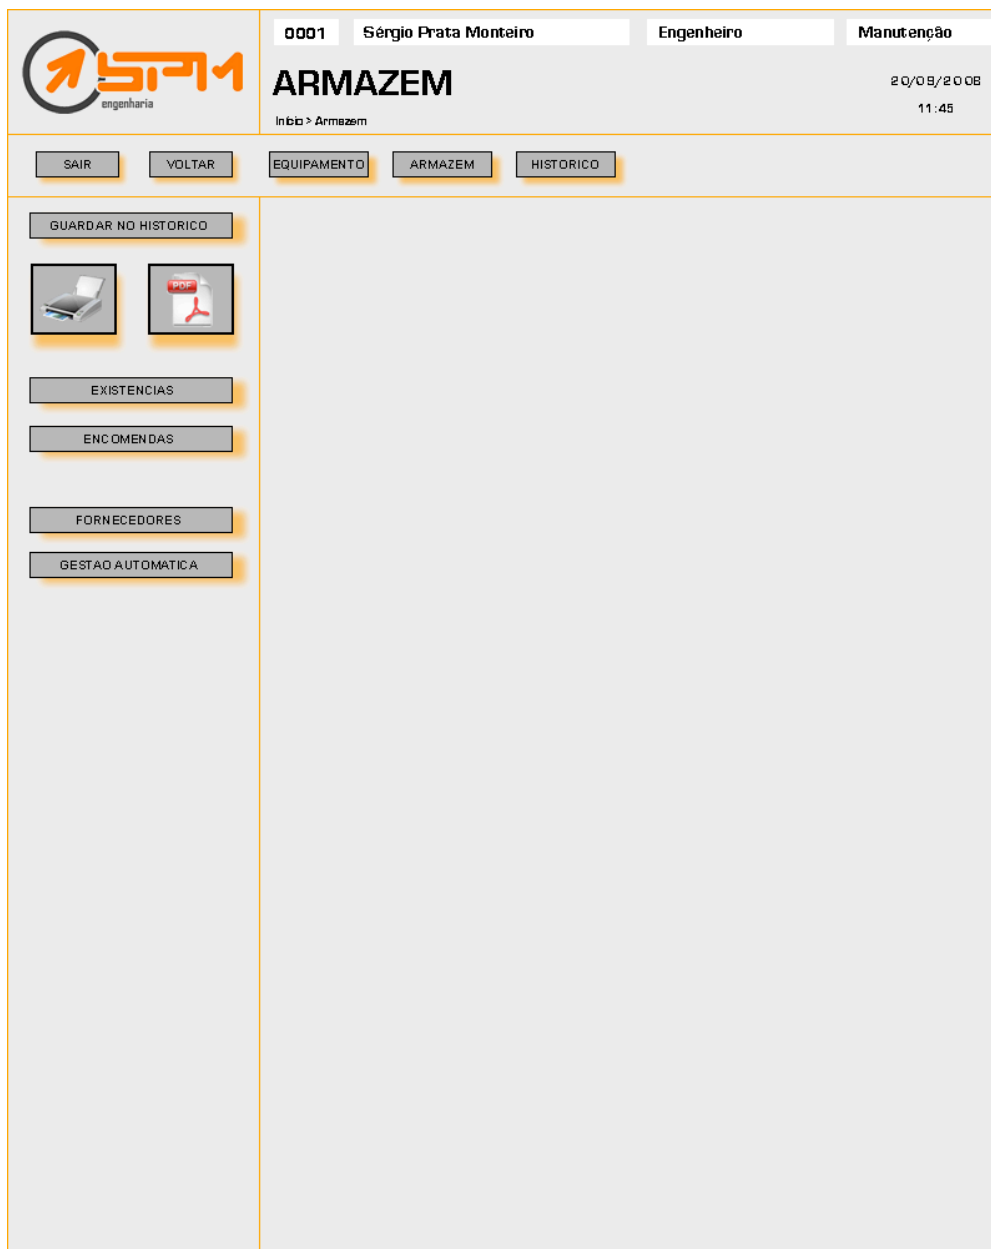 SPM
engenharia
0001 Sérgio Prata Monteiro Engenheiro Manutenção
ARMAZEM
20/09/2008
11:45
Início > Armazem
SAIR VOLTAR EQUIPAMENTO ARMAZEM HISTORICO
GUARDAR NO HISTORICO
PDF
EXISTENCIAS
ENCOMENDAS
FORNECEDORES
GESTAO AUTOMATICA